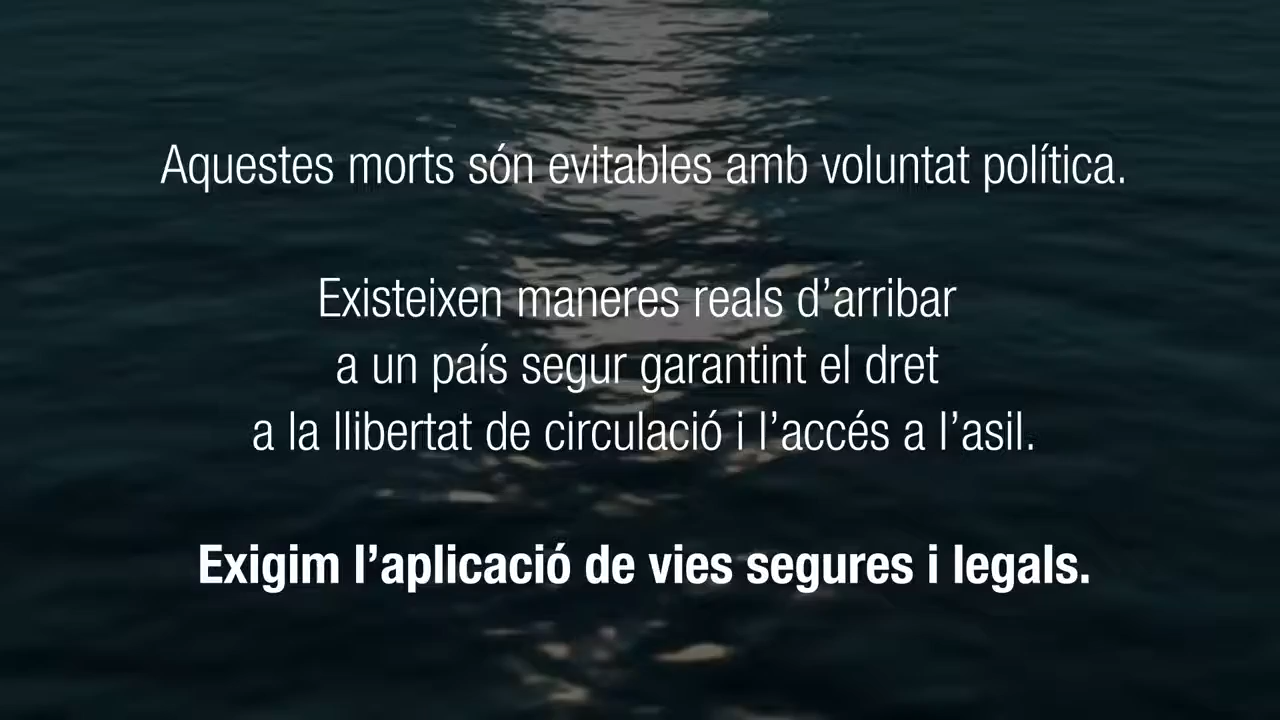 Aquestes morts són evitables amb voluntat política.
Existeixen maneres reals d’arribar
a un país segur garantint el dret
a la llibertat de circulació i l’accés a l’asil.
Exigim l’aplicació de vies segures i legals.